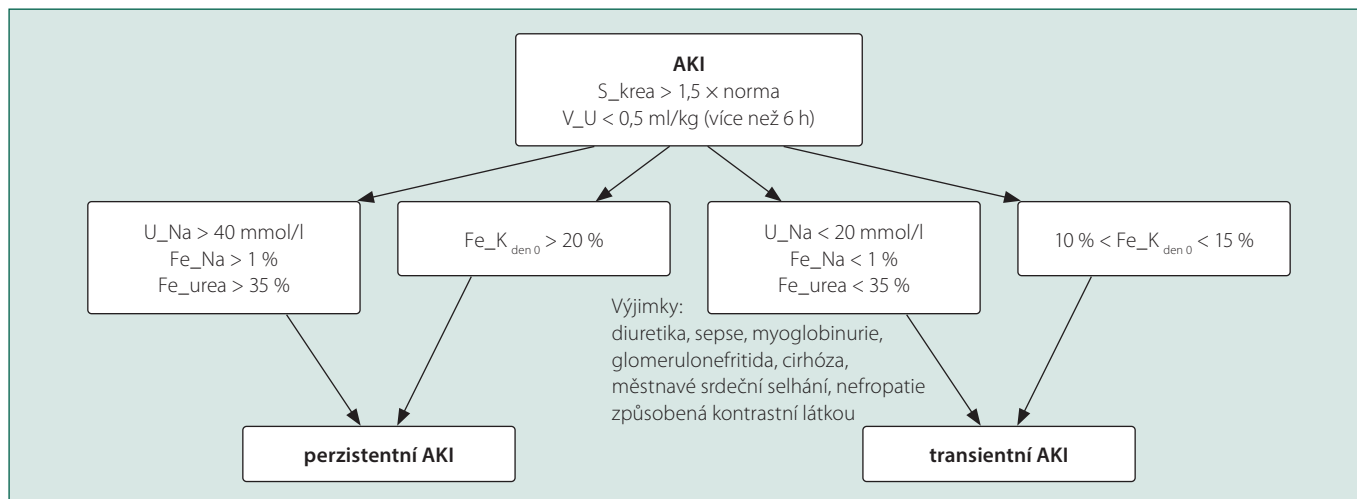 AKI
S_krea > 1,5 × norma
V_U < 0,5 ml/kg (více než 6 h)
U_Na > 40 mmol/l
Fe_Na > 1 %
Fe_urea > 35 %
Fe_K den 0 > 20 %
U_Na < 20 mmol/l
Fe_Na < 1 %
Fe_urea < 35 %
10 % < Fe_K den 0 < 15 %
Výjimky:
diuretika, sepse, myoglobinurie,
glomerulonefritida, cirhóza,
městnavé srdeční selhání, nefropatie
způsobená kontrastní látkou
perzistentní AKI
transientní AKI